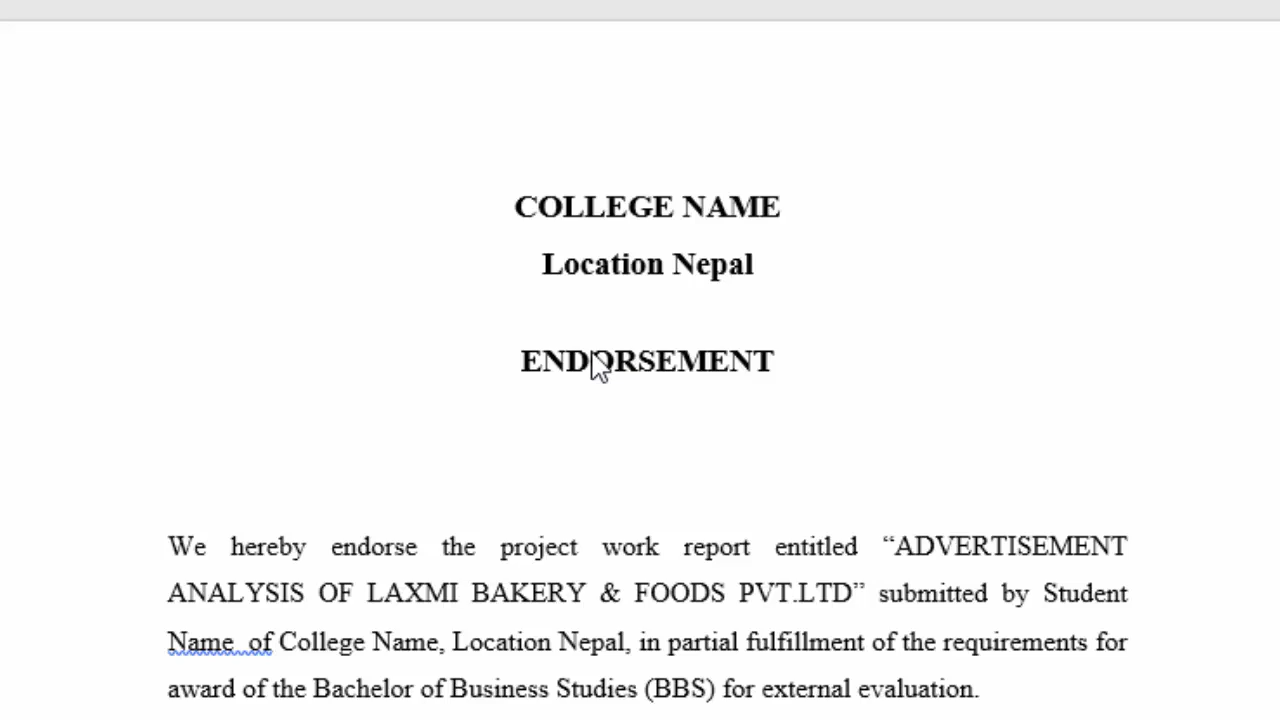 COLLEGE NAME
Location Nepal
ENDORSEMENT
We hereby endorse the project work report entitled “ADVERTISEMENT
ANALYSIS OF LAXMI BAKERY & FOODS PVT.LTD” submitted by Student
Name  of College Name, Location Nepal, in partial fulfillment of the requirements for
award of the Bachelor of Business Studies (BBS) for external evaluation.